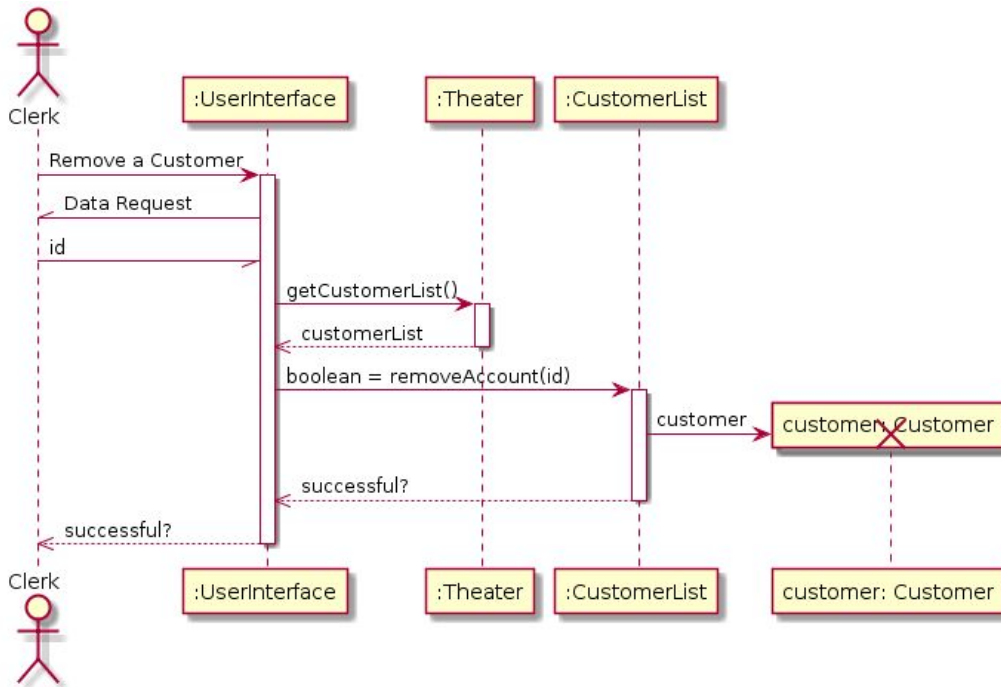 Clerk
:UserInterface
:Theater
:CustomerList
Remove a Customer
Data Request
id
getCustomerList()
customerList
boolean = removeAccount(id)
customer
customer: Customer
successful?
successful?
Clerk
:UserInterface
:Theater
:CustomerList
customer: Customer